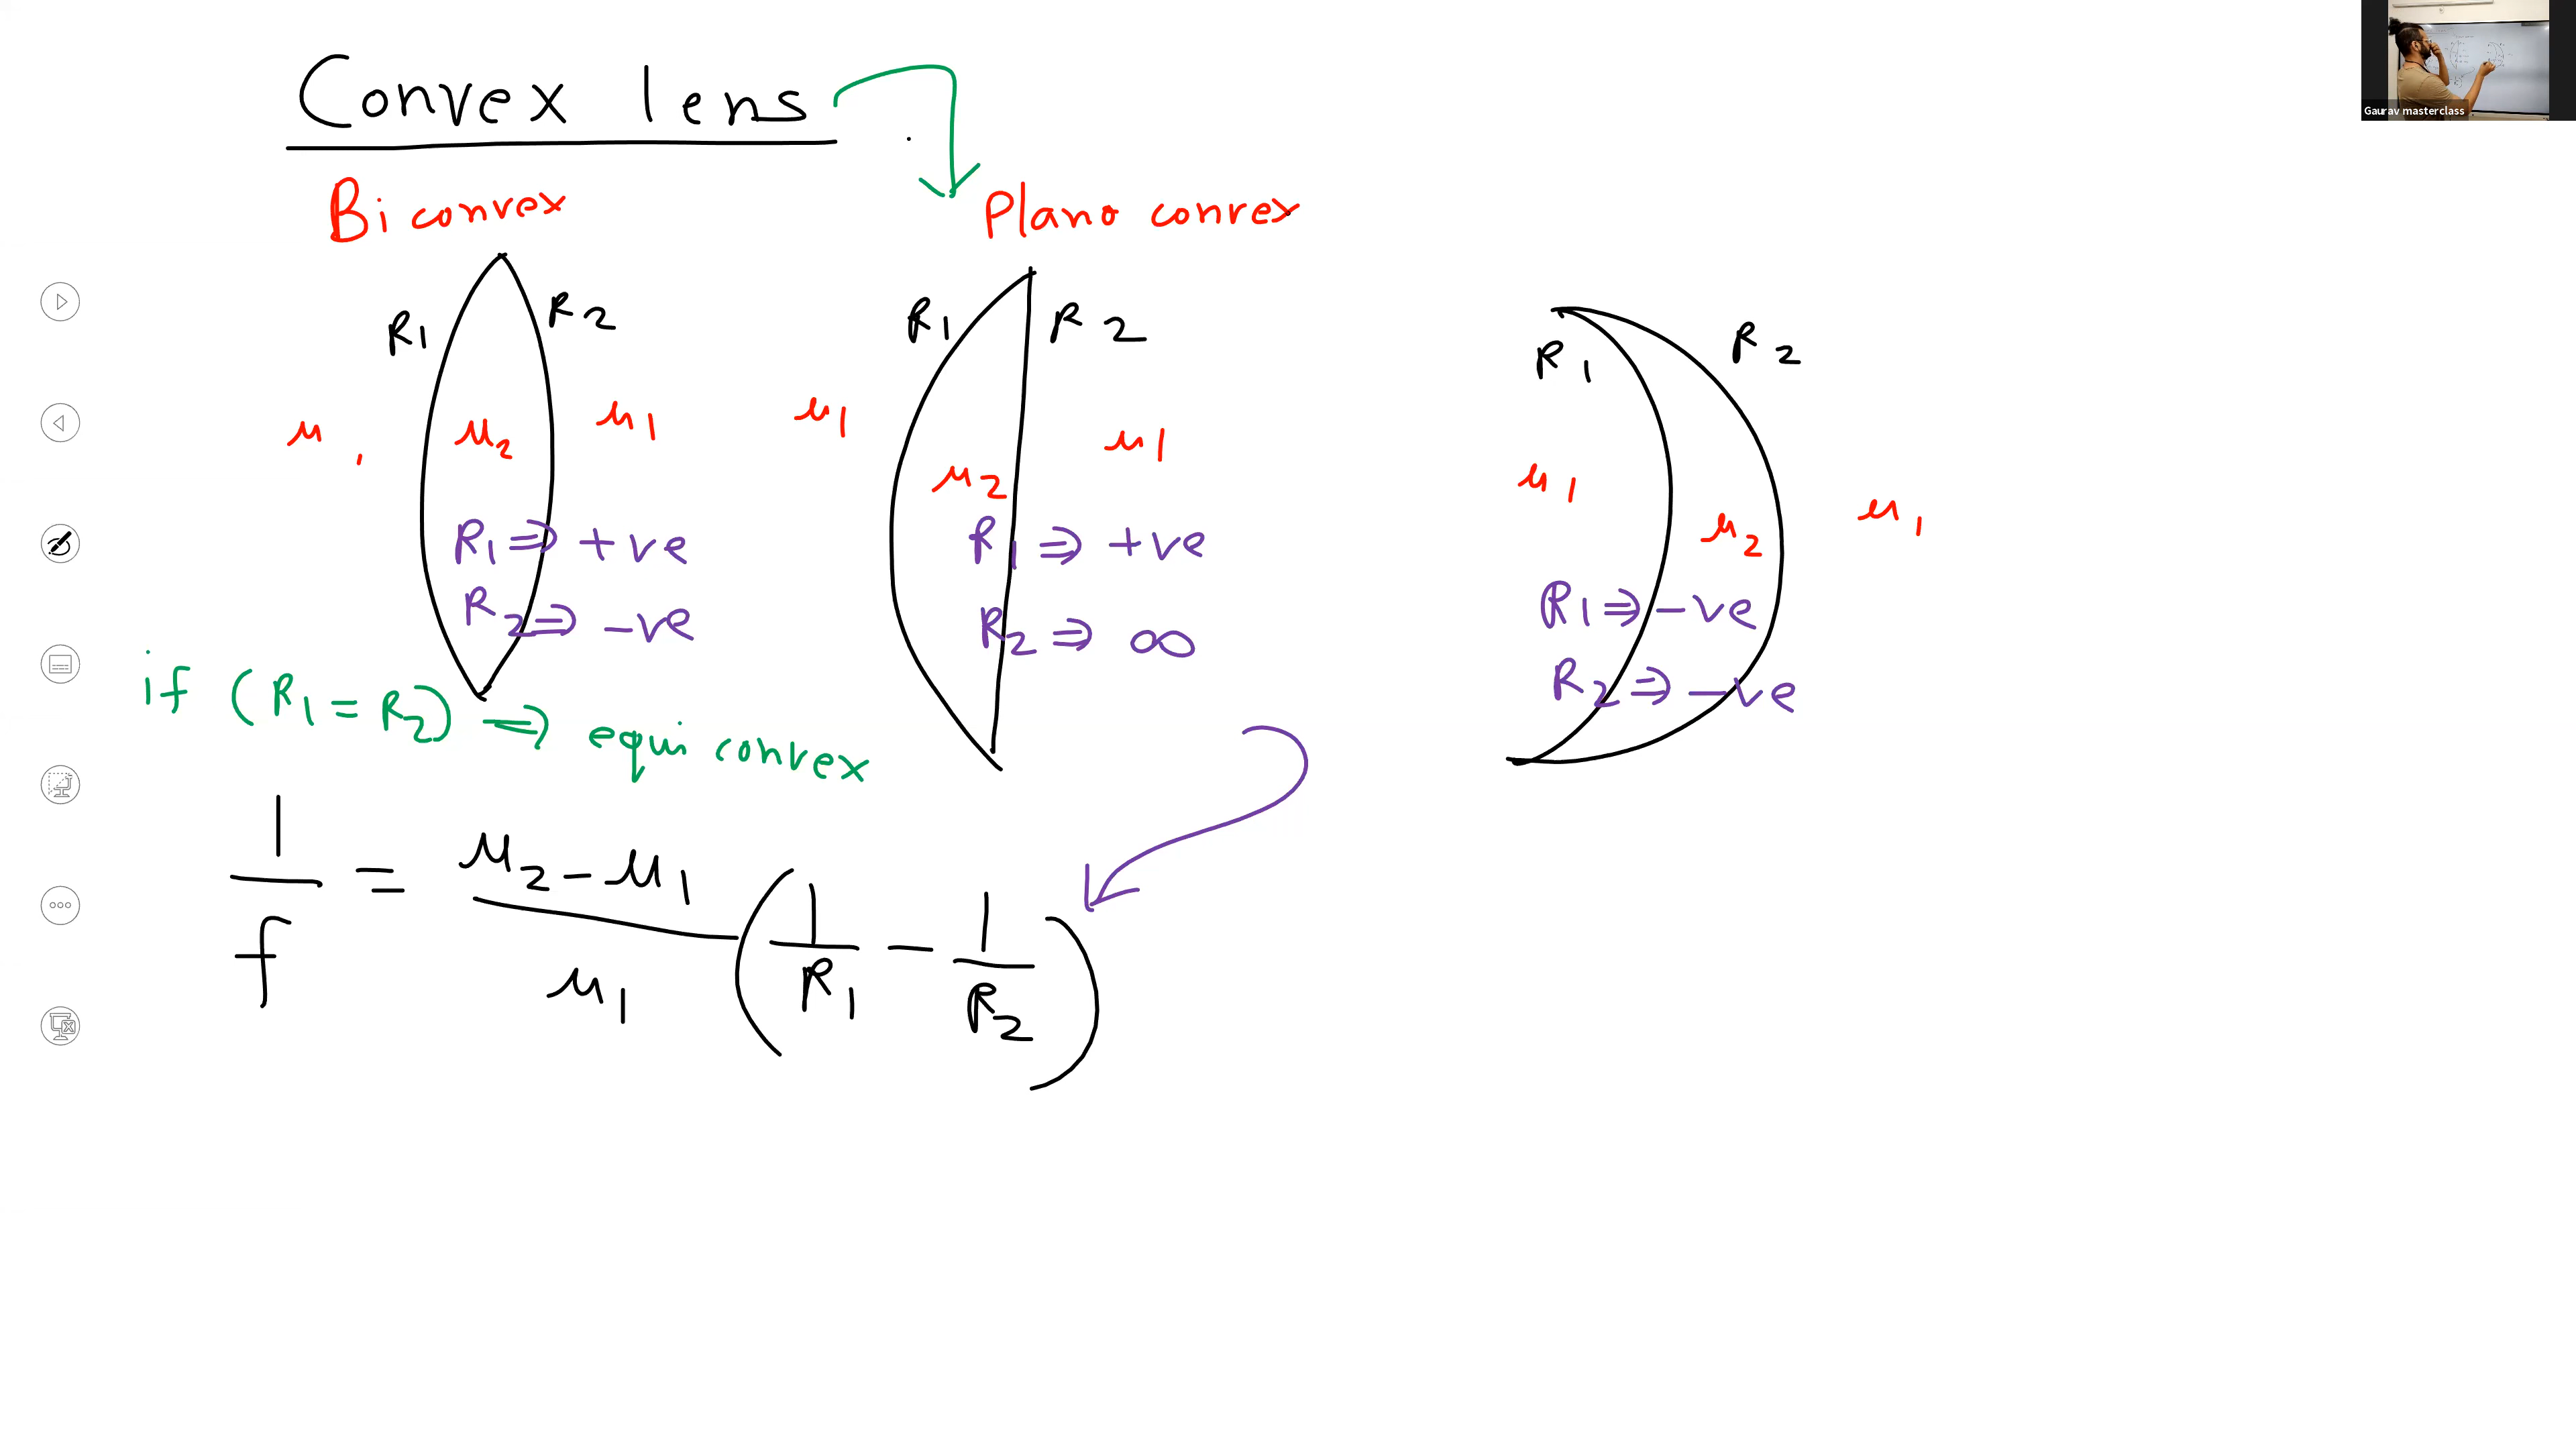 Convex lens
Gaurav masterclass
Bi convex
Plano convex
R1 R2
R1 R2
R1 R2
μ1 μ2 μ1
μ1 μ2 μ1
μ1 μ2 μ1
R1 ⇒ +ve
R2 ⇒ -ve
R1 ⇒ +ve
R2 ⇒ ∞
R1 ⇒ -ve
R2 ⇒ -ve
if (R1 = R2) ⇒ equi convex
1/f = μ2 - μ1/μ1 (1/R1 - 1/R2)